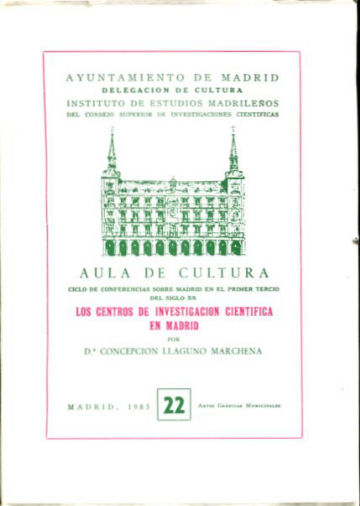 AYUNTAMIENTO DE MADRID
DELEGACION DE CULTURA
INSTITUTO DE ESTUDIOS MADRILEÑOS
DEL CONSEJO SUPERIOR DE INVESTIGACIONES CIENTIFICAS
AULA DE CULTURA
CICLO DE CONFERENCIAS SOBRE MADRID EN EL PRIMER TERCIO
DEL SIGLO XX
LOS CENTROS DE INVESTIGACION CIENTIFICA
EN MADRID
POR
D.ª CONCEPCION LLAGUNO MARCHENA
MADRID, 1985 22 ARTES GRÁFICAS MUNICIPALES